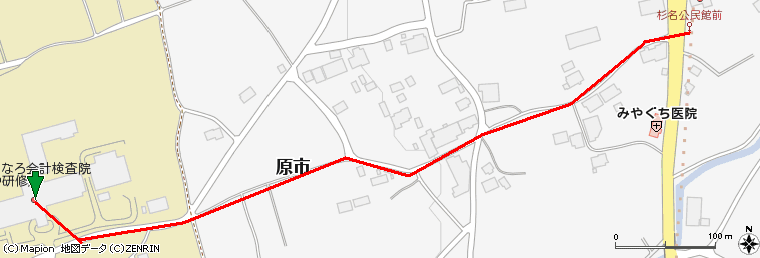 杉名公民館前
みやぐち医院
なろ会計検査院
研修
原市
100 m
(C) Mapion 地図データ (C)ZENRIN